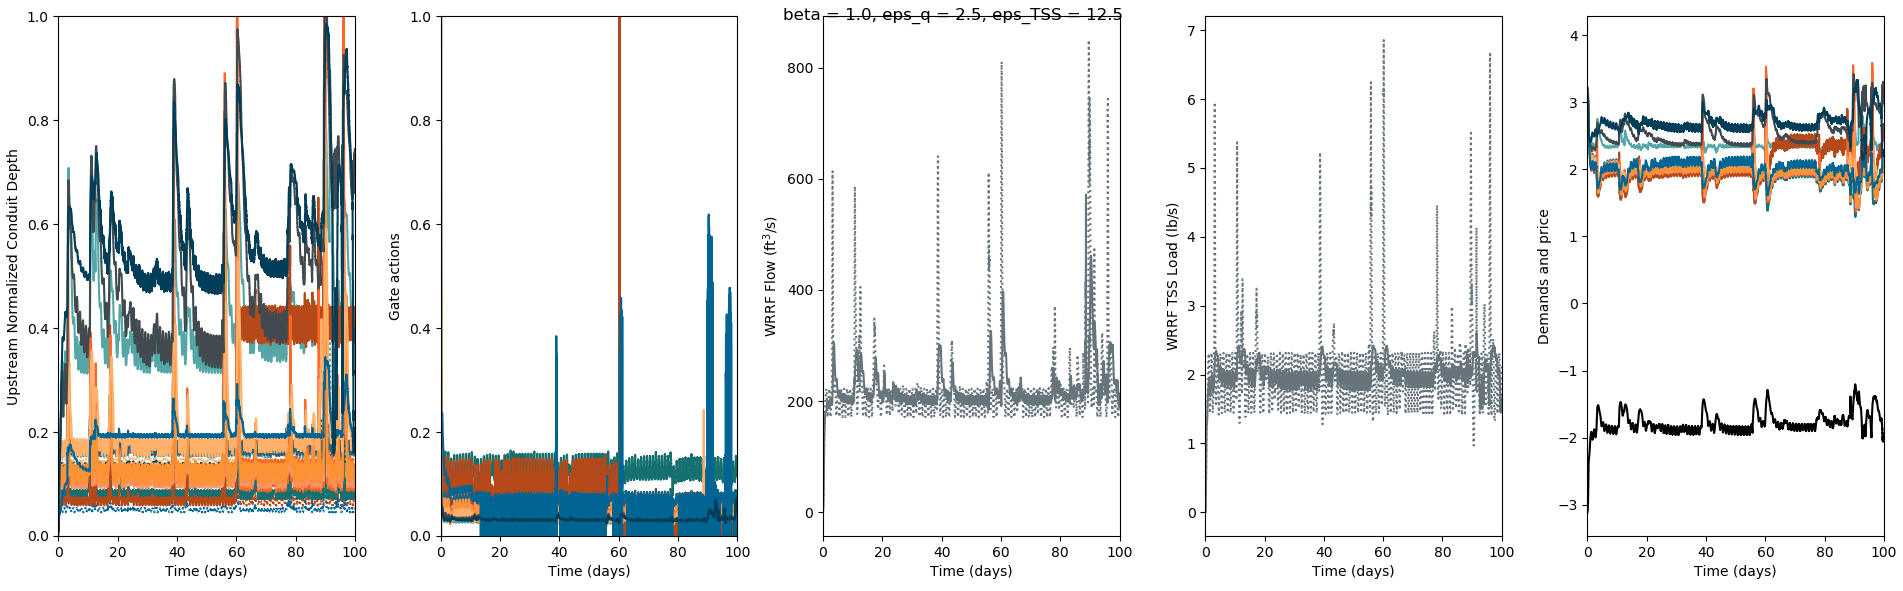 beta = 1.0, eps_q = 2.5, eps_TSS = 12.5
Upstream Normalized Conduit Depth
1.0
0.8
0.6
0.4
0.2
0.0
0 20 40 60 80 100
Time (days)
Gate actions
1.0
0.8
0.6
0.4
0.2
0.0
0 20 40 60 80 100
Time (days)
WRRF Flow (ft³/s)
800
600
400
200
0
0 20 40 60 80 100
Time (days)
WRRF TSS Load (lb/s)
7
6
5
4
3
2
1
0
0 20 40 60 80 100
Time (days)
Demands and price
4
3
2
1
0
−1
−2
−3
0 20 40 60 80 100
Time (days)